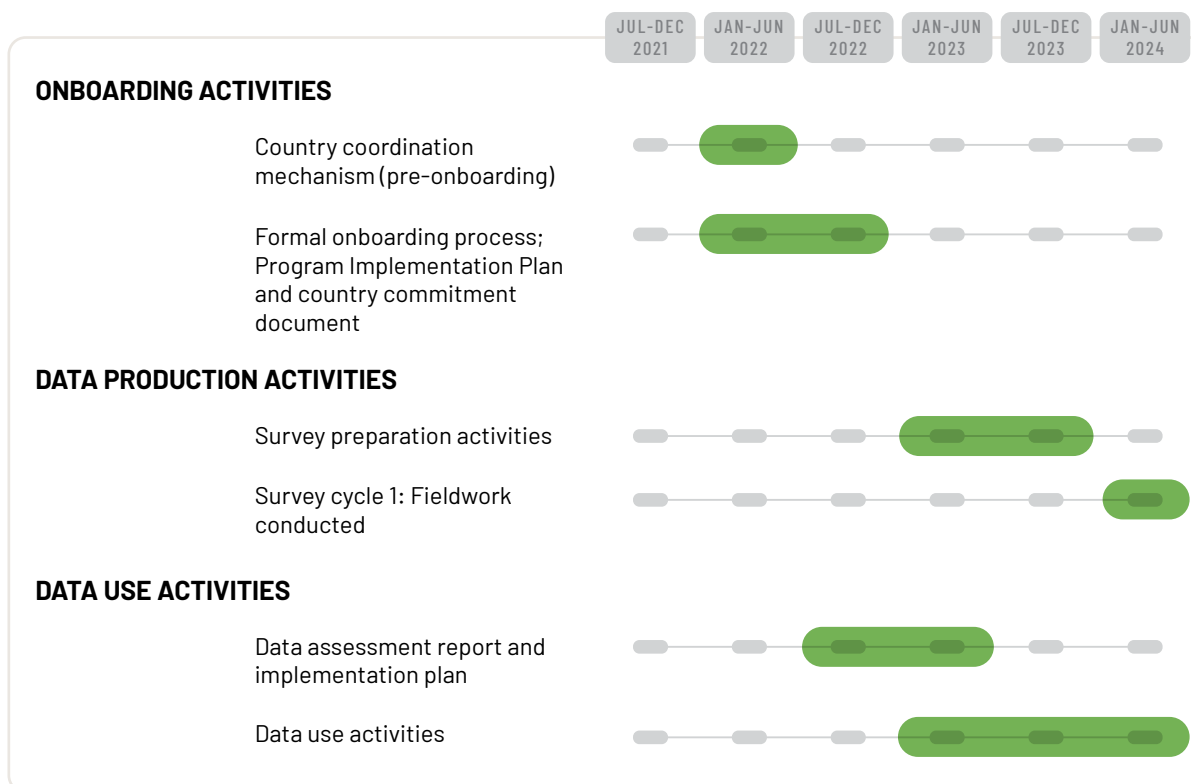 JUL-DEC 2021
JAN-JUN 2022
JUL-DEC 2022
JAN-JUN 2023
JUL-DEC 2023
JAN-JUN 2024
ONBOARDING ACTIVITIES
Country coordination
mechanism (pre-onboarding)
Formal onboarding process;
Program Implementation Plan
and country commitment
document
DATA PRODUCTION ACTIVITIES
Survey preparation activities
Survey cycle 1: Fieldwork
conducted
DATA USE ACTIVITIES
Data assessment report and
implementation plan
Data use activities